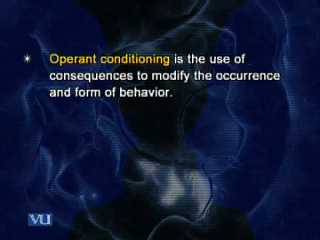 Operant conditioning is the use of
consequences to modify the occurrence
and form of behavior.
VU